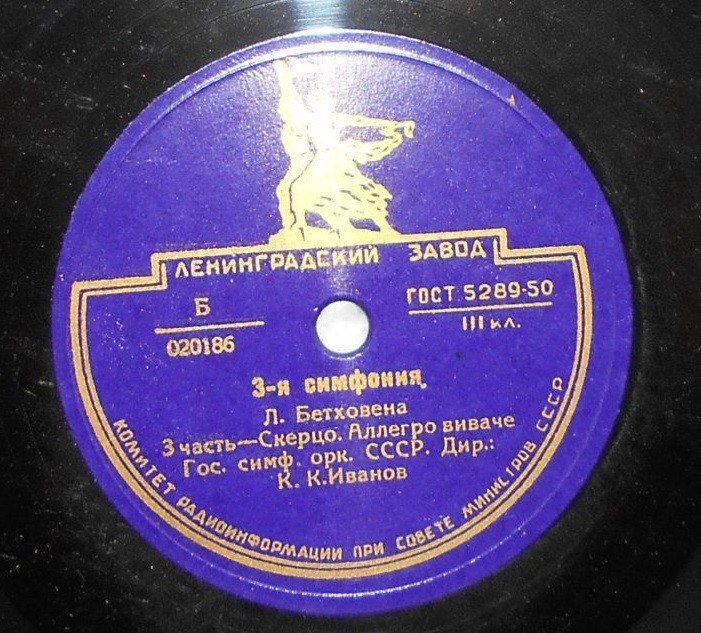 ЛЕНИНГРАДСКИЙ ЗАВОД
Б
020186
ГОСТ 5289-50
III кл.
3-я симфония.
Л. Бетховена
3 часть—Скерцо. Аллегро виваче
Гос. симф. орк. СССР. Дир.:
К. К.Иванов
КОМИТЕТ РАДИОИНФОРМАЦИИ ПРИ СОВЕТЕ МИНИСТРОВ СССР